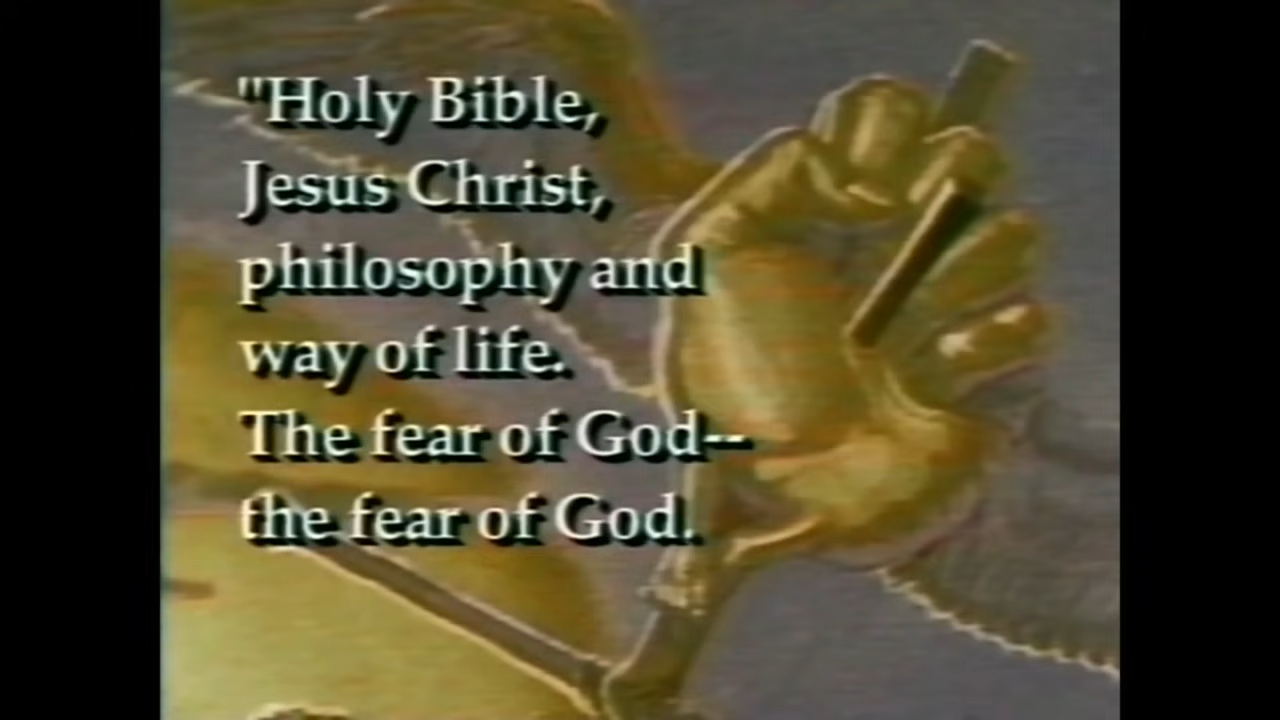 "Holy Bible,
Jesus Christ,
philosophy and
way of life.
The fear of God--
the fear of God.